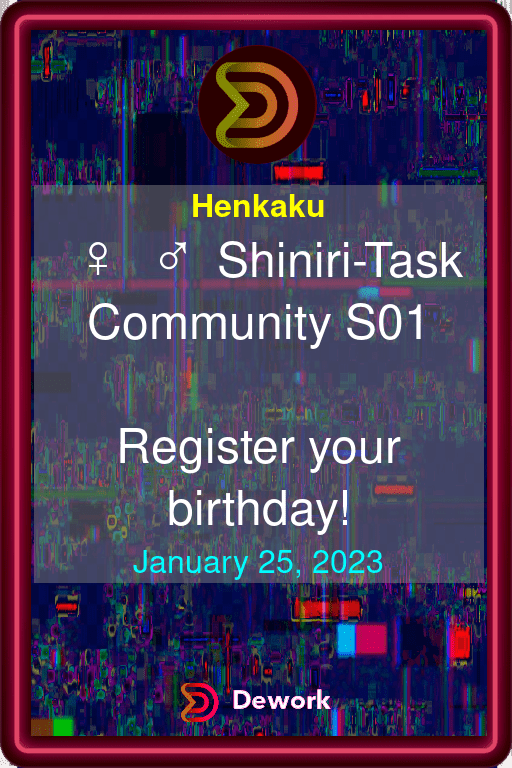 Henkaku
♀ ♂ Shiniri-Task
Community S01
Register your
birthday!
January 25, 2023
Dework